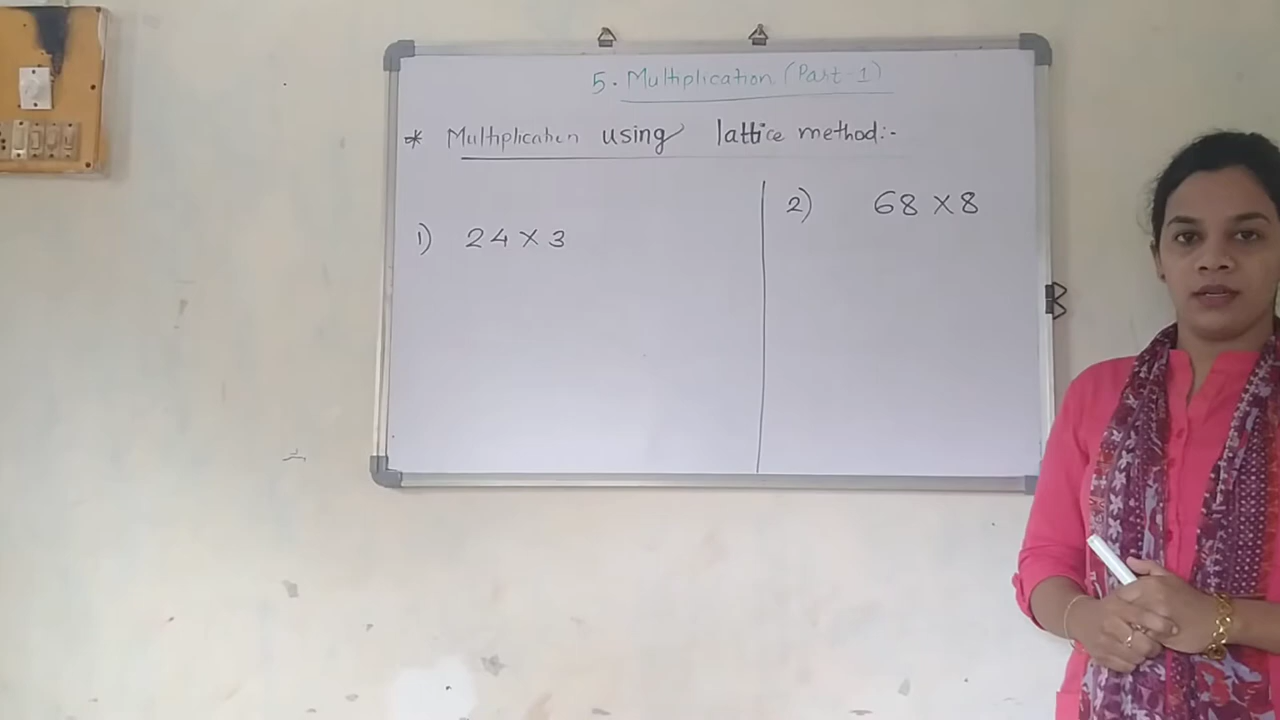 5. Multiplication (Part-1)
* Multiplication using lattice method:-
1) 24 X 3
2) 68 X 8